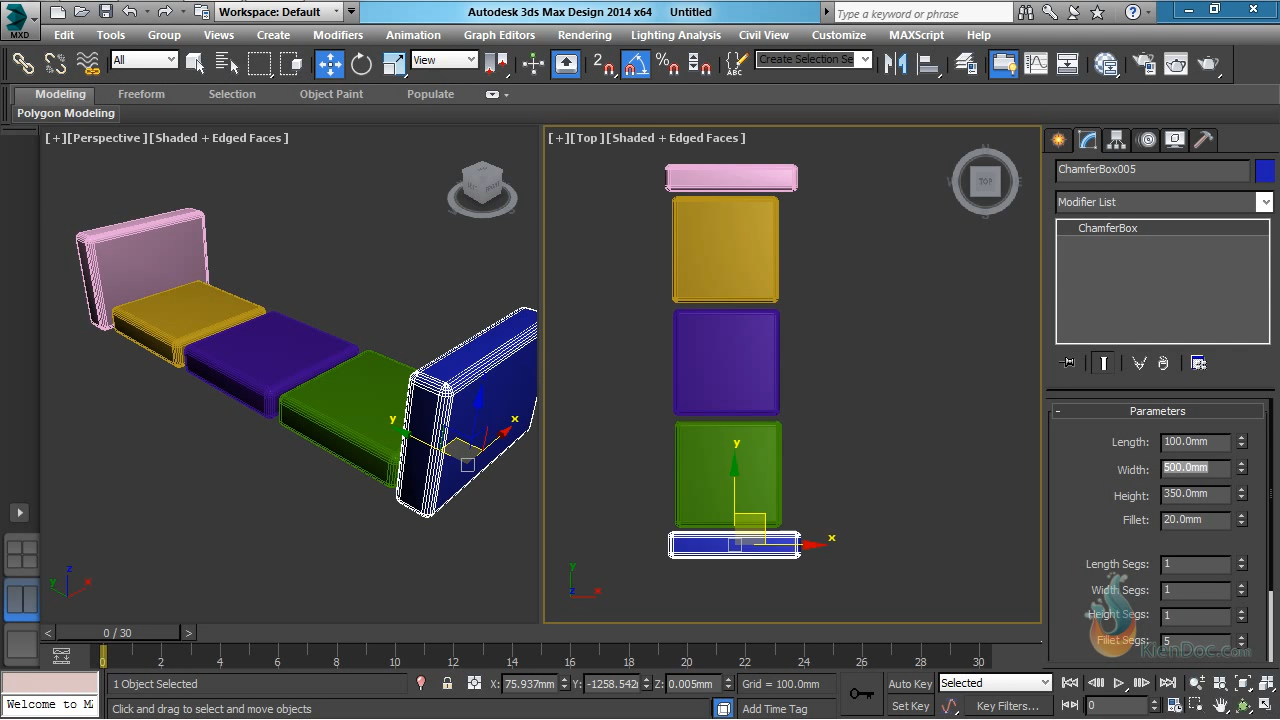 MXD
Workspace: Default
Autodesk 3ds Max Design 2014 x64 Untitled
Type a keyword or phrase
Edit Tools Group Views Create Modifiers Animation Graph Editors Rendering Lighting Analysis Civil View Customize MAXScript Help
All
View
2
Create Selection Se
Modeling Freeform Selection Object Paint Populate
Polygon Modeling
[+][Perspective][Shaded + Edged Faces]
[+][Top][Shaded + Edged Faces]
TOP
ChamferBox005
Modifier List
ChamferBox
- Parameters
Length: 100.0mm
Width: 500.0mm
Height: 350.0mm
Fillet: 20.0mm
Length Segs: 1
Width Segs: 1
Height Segs: 1
Fillet Segs: 5
KienDoc.com
y
x
y
x
z
y
x
y
z
x
< 0 / 30 >
0 2 4 6 8 10 12 14 16 18 20 22 24 26 28 30
1 Object Selected
X: 75.937mm Y: -1258.542 Z: 0.005mm Grid = 100.0mm
Auto Key Selected
Welcome to MA
Click and drag to select and move objects
Add Time Tag
Set Key Key Filters... 0